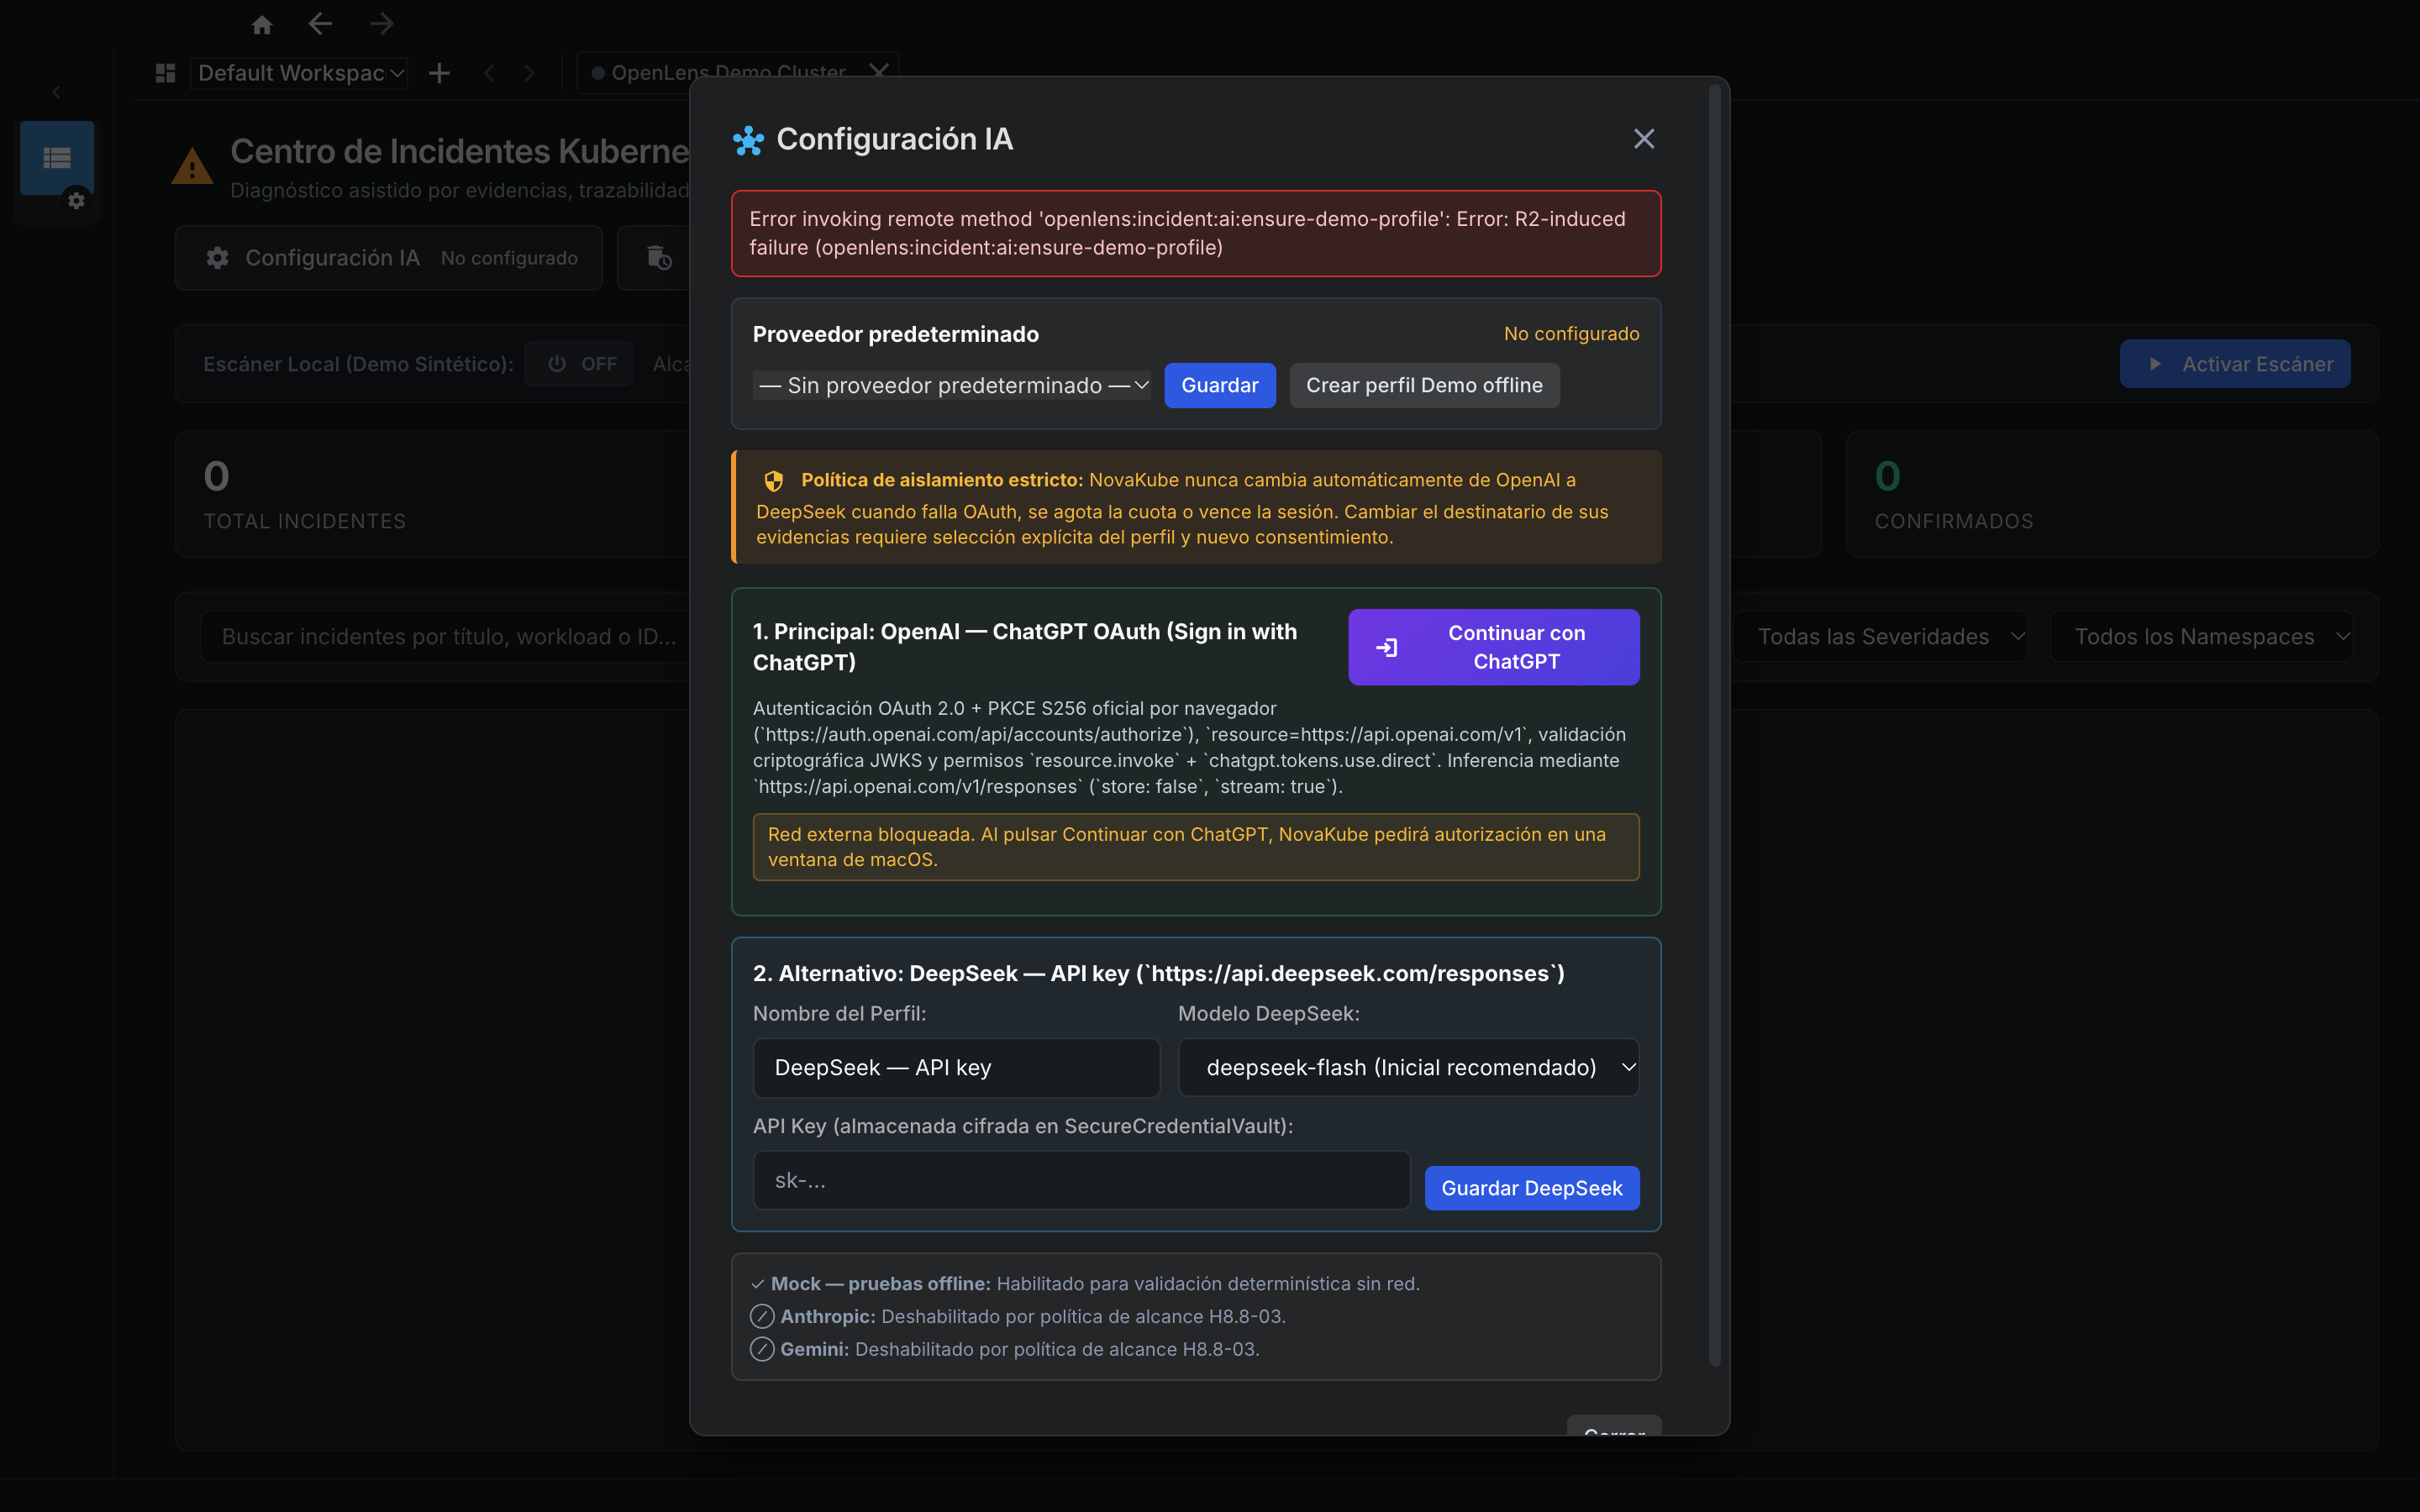 Default Workspac
OpenLens Demo Cluster
Centro de Incidentes Kuberne
Diagnóstico asistido por evidencias, trazabilidad
Configuración IA No configurado
Escáner Local (Demo Sintético): OFF Alca
Activar Escáner
0
TOTAL INCIDENTES
0
CONFIRMADOS
Buscar incidentes por título, workload o ID...
Todas las Severidades
Todos los Namespaces
Configuración IA
Error invoking remote method 'openlens:incident:ai:ensure-demo-profile': Error: R2-induced
failure (openlens:incident:ai:ensure-demo-profile)
Proveedor predeterminado No configurado
— Sin proveedor predeterminado — Guardar Crear perfil Demo offline
Política de aislamiento estricto: NovaKube nunca cambia automáticamente de OpenAI a
DeepSeek cuando falla OAuth, se agota la cuota o vence la sesión. Cambiar el destinatario de sus
evidencias requiere selección explícita del perfil y nuevo consentimiento.
1. Principal: OpenAI — ChatGPT OAuth (Sign in with
ChatGPT)
Continuar con
ChatGPT
Autenticación OAuth 2.0 + PKCE S256 oficial por navegador
(`https://auth.openai.com/api/accounts/authorize`), `resource=https://api.openai.com/v1`, validación
criptográfica JWKS y permisos `resource.invoke` + `chatgpt.tokens.use.direct`. Inferencia mediante
`https://api.openai.com/v1/responses` (`store: false`, `stream: true`).
Red externa bloqueada. Al pulsar Continuar con ChatGPT, NovaKube pedirá autorización en una
ventana de macOS.
2. Alternativo: DeepSeek — API key (`https://api.deepseek.com/responses`)
Nombre del Perfil: Modelo DeepSeek:
DeepSeek — API key deepseek-flash (Inicial recomendado)
API Key (almacenada cifrada en SecureCredentialVault):
sk-... Guardar DeepSeek
✓ Mock — pruebas offline: Habilitado para validación determinística sin red.
Anthropic: Deshabilitado por política de alcance H8.8-03.
Gemini: Deshabilitado por política de alcance H8.8-03.
Cerrar